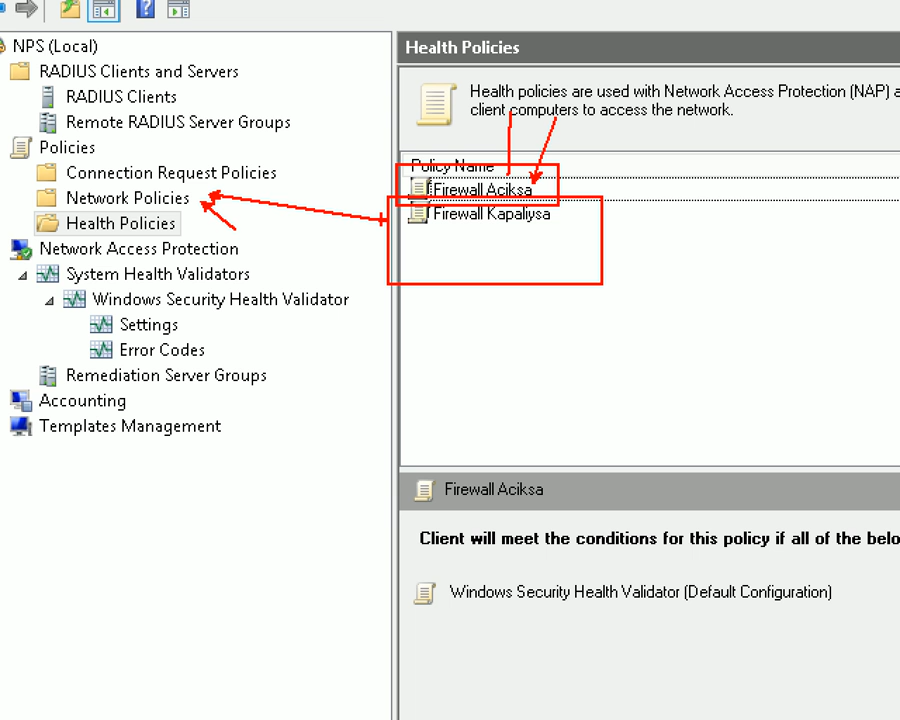 NPS (Local)
RADIUS Clients and Servers
RADIUS Clients
Remote RADIUS Server Groups
Policies
Connection Request Policies
Network Policies
Health Policies
Network Access Protection
System Health Validators
Windows Security Health Validator
Settings
Error Codes
Remediation Server Groups
Accounting
Templates Management
Health Policies
Health policies are used with Network Access Protection (NAP) a
client computers to access the network.
Policy Name
Firewall Aciksa
Firewall Kapaliysa
Firewall Aciksa
Client will meet the conditions for this policy if all of the belo
Windows Security Health Validator (Default Configuration)